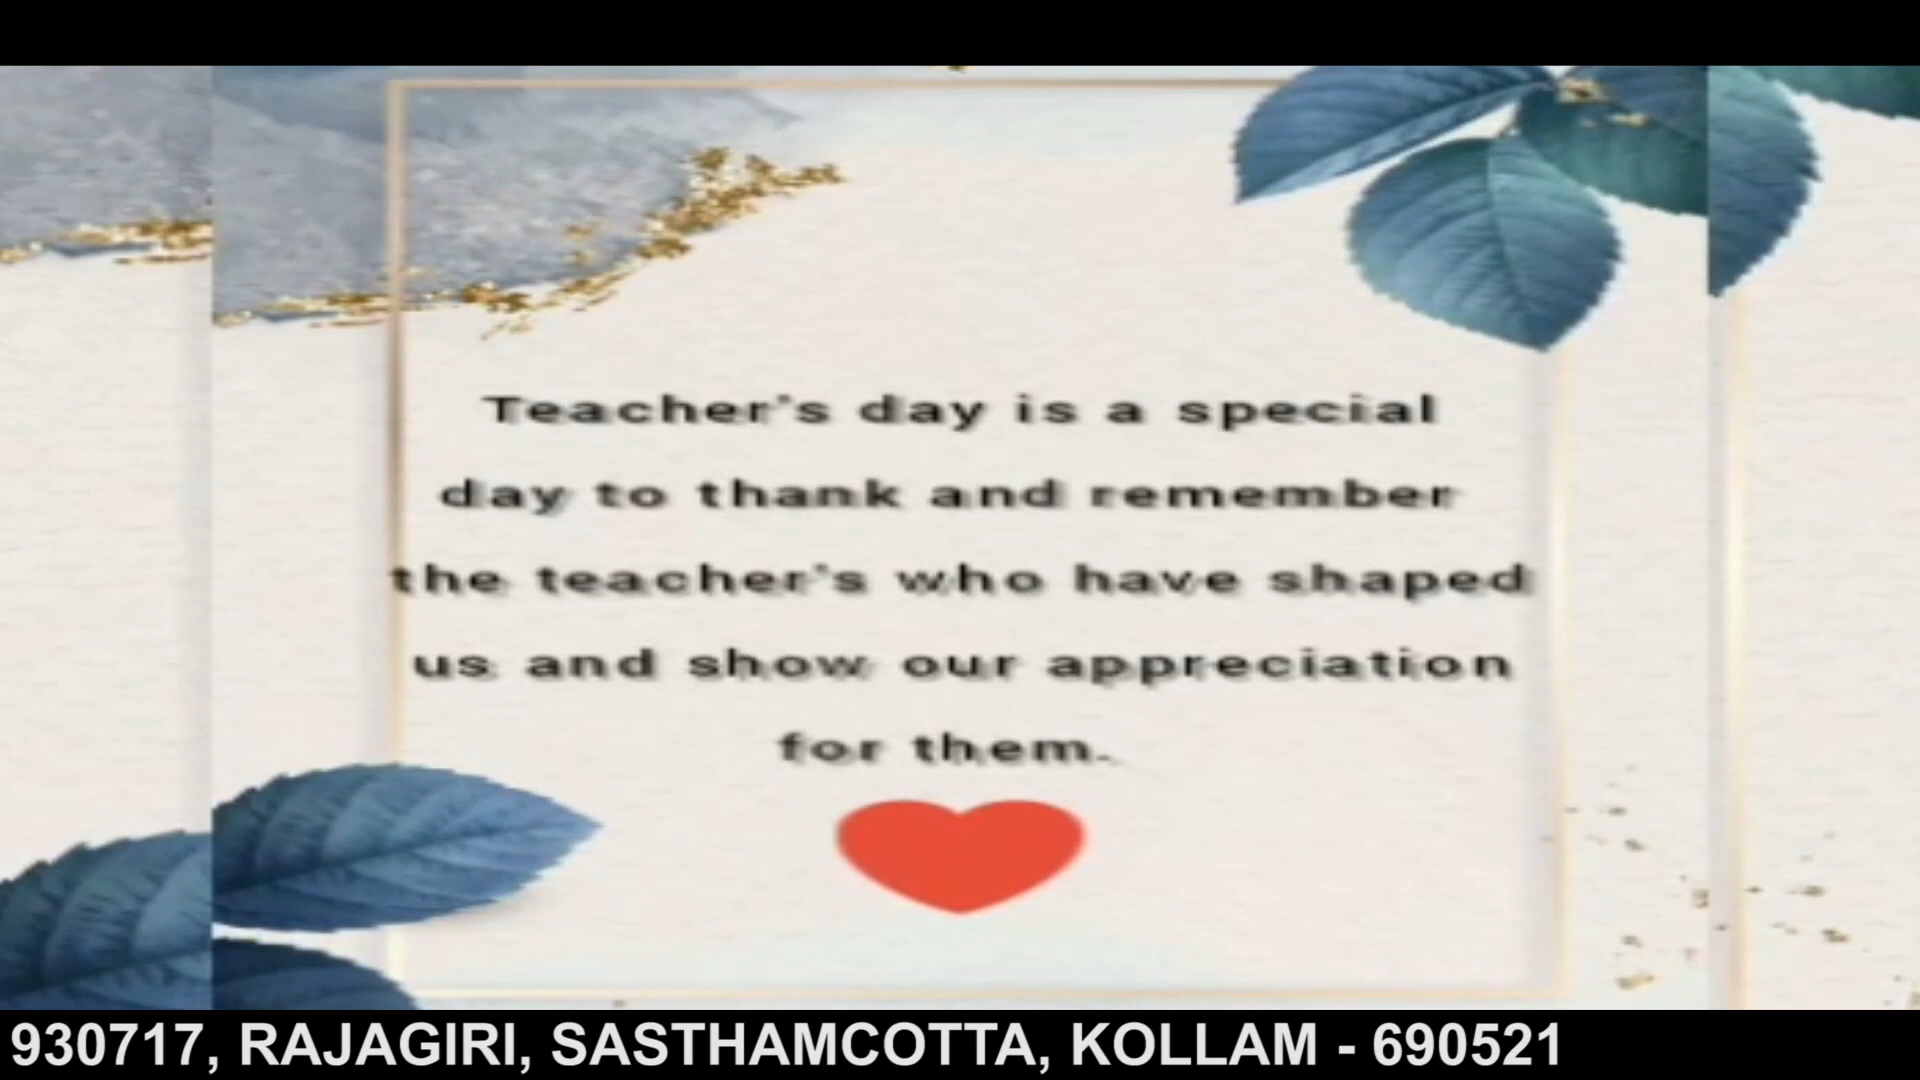 Teacher's day is a special
day to thank and remember
the teacher's who have shaped
us and show our appreciation
for them.
930717, RAJAGIRI, SASTHAMCOTTA, KOLLAM - 690521